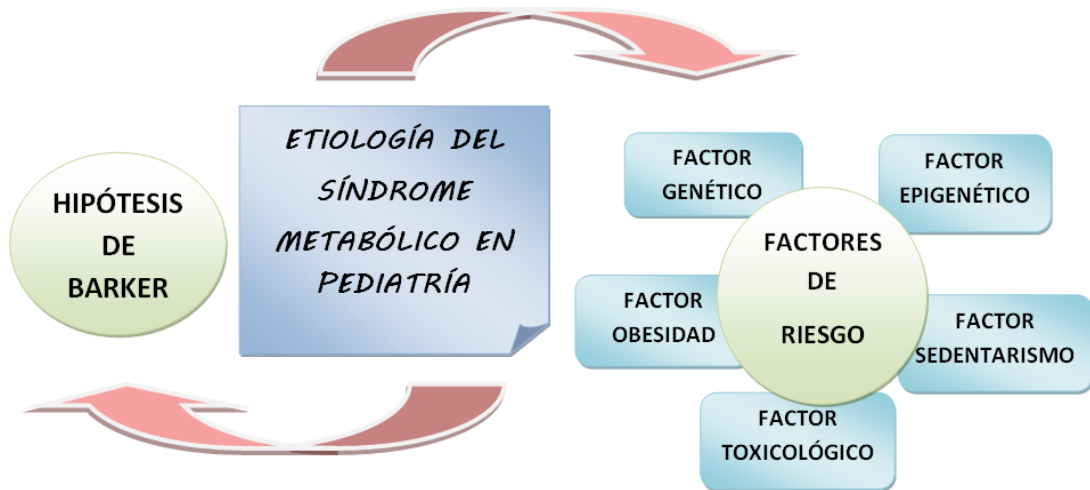 HIPÓTESIS
DE
BARKER
ETIOLOGÍA DEL
SÍNDROME
METABÓLICO EN
PEDIATRÍA
FACTOR
GENÉTICO
FACTOR
EPIGENÉTICO
FACTORES
DE
RIESGO
FACTOR
OBESIDAD
FACTOR
SEDENTARISMO
FACTOR
TOXICOLÓGICO